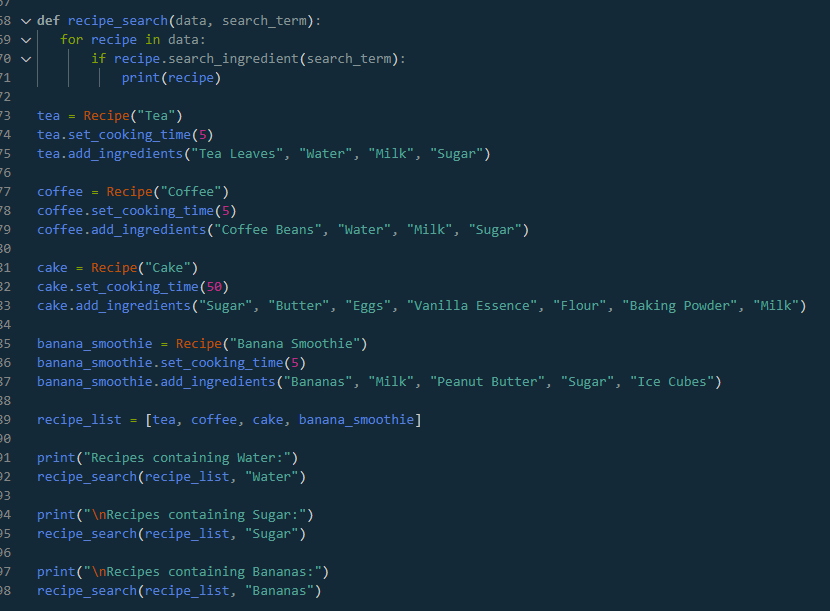 68 def recipe_search(data, search_term):
69 for recipe in data:
70 if recipe.search_ingredient(search_term):
71 print(recipe)
72
73 tea = Recipe("Tea")
74 tea.set_cooking_time(5)
75 tea.add_ingredients("Tea Leaves", "Water", "Milk", "Sugar")
76
77 coffee = Recipe("Coffee")
78 coffee.set_cooking_time(5)
79 coffee.add_ingredients("Coffee Beans", "Water", "Milk", "Sugar")
80
81 cake = Recipe("Cake")
82 cake.set_cooking_time(50)
83 cake.add_ingredients("Sugar", "Butter", "Eggs", "Vanilla Essence", "Flour", "Baking Powder", "Milk")
84
85 banana_smoothie = Recipe("Banana Smoothie")
86 banana_smoothie.set_cooking_time(5)
87 banana_smoothie.add_ingredients("Bananas", "Milk", "Peanut Butter", "Sugar", "Ice Cubes")
88
89 recipe_list = [tea, coffee, cake, banana_smoothie]
90
91 print("Recipes containing Water:")
92 recipe_search(recipe_list, "Water")
93
94 print("\nRecipes containing Sugar:")
95 recipe_search(recipe_list, "Sugar")
96
97 print("\nRecipes containing Bananas:")
98 recipe_search(recipe_list, "Bananas")